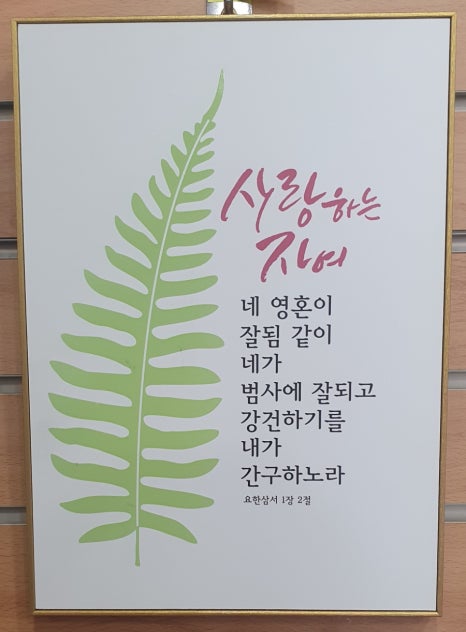 사랑하는
자여
네 영혼이
잘됨 같이
네가
범사에 잘되고
강건하기를
내가
간구하노라
요한삼서 1장 2절